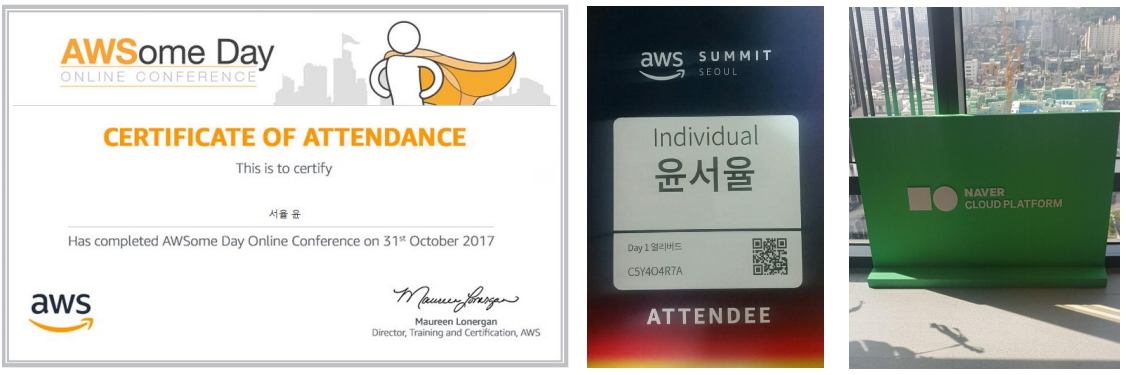 AWSome Day
ONLINE CONFERENCE
CERTIFICATE OF ATTENDANCE
This is to certify
서율 윤
Has completed AWSome Day Online Conference on 31st October 2017
aws
Maureen Lonergan
Maureen Lonergan
Director, Training and Certification, AWS
aws SUMMIT
SEOUL
Individual
윤서율
Day 1 얼리버드
C5Y4O4R7A
ATTENDEE
NAVER
CLOUD PLATFORM